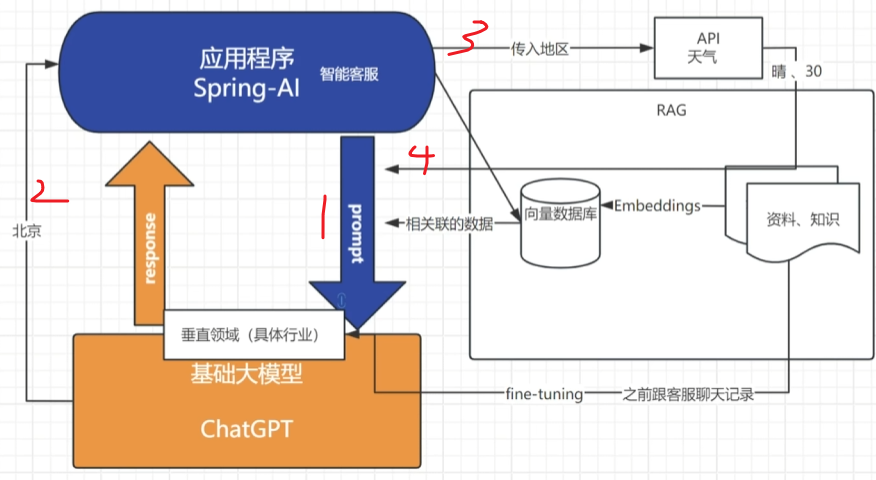 3
传入地区
API
天气
应用程序
Spring-AI
智能客服
晴 、30
RAG
4
2
1
prompt
相关联的数据
向量数据库
Embeddings
资料、知识
北京
response
垂直领域（具体行业）
基础大模型
ChatGPT
fine-tuning
之前跟客服聊天记录